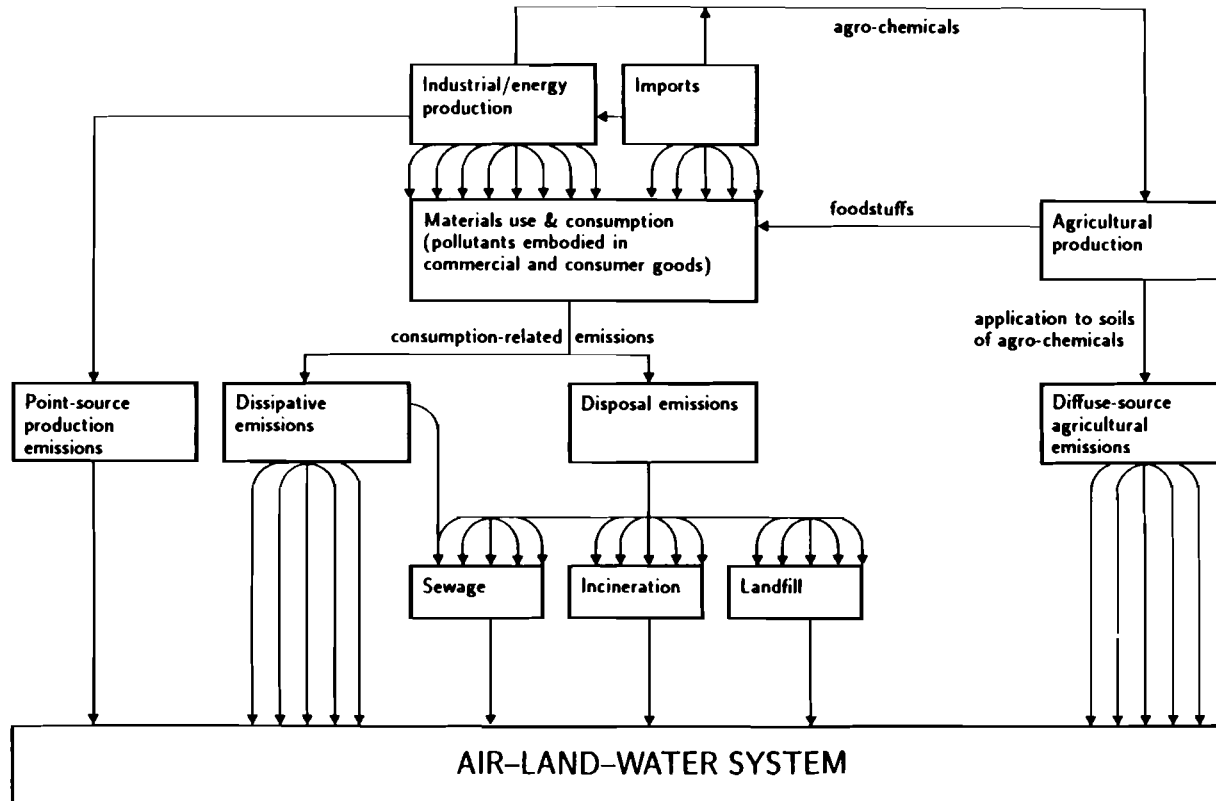 agro-chemicals
Industrial/energy
production
Imports
Materials use & consumption
(pollutants embodied in
commercial and consumer goods)
foodstuffs
Agricultural
production
consumption-related emissions
application to soils
of agro-chemicals
Point-source
production
emissions
Dissipative
emissions
Disposal emissions
Diffuse-source
agricultural
emissions
Sewage
Incineration
Landfill
AIR–LAND–WATER SYSTEM